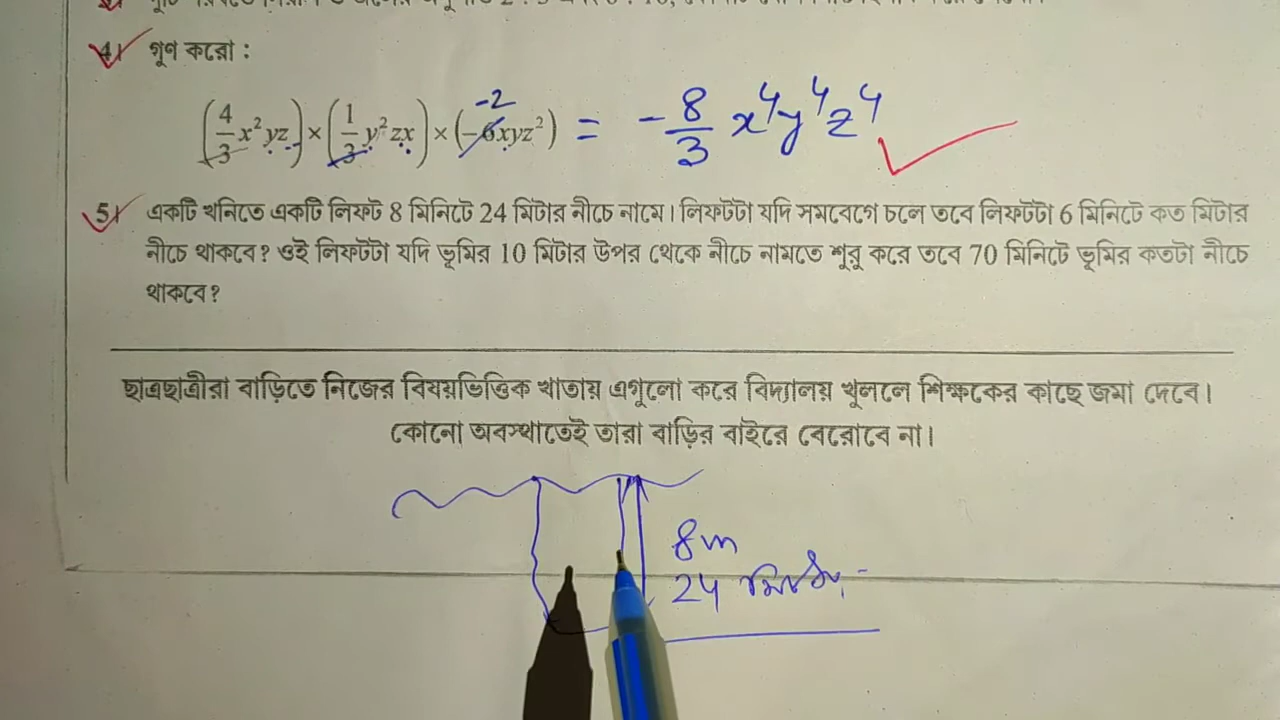 4। গুণ করো :
(4/3 x²yz) × (1/3 y²zx) × (-6xyz²) = -8/3 x⁴y⁴z⁴
-2
5। একটি খনিতে একটি লিফট 8 মিনিটে 24 মিটার নীচে নামে। লিফটটা যদি সমবেগে চলে তবে লিফটটা 6 মিনিটে কত মিটার
নীচে থাকবে? ওই লিফটটা যদি ভূমির 10 মিটার উপর থেকে নীচে নামতে শুরু করে তবে 70 মিনিটে ভূমির কতটা নীচে
থাকবে?
ছাত্রছাত্রীরা বাড়িতে নিজের বিষয়ভিত্তিক খাতায় এগুলো করে বিদ্যালয় খুললে শিক্ষকের কাছে জমা দেবে।
কোনো অবস্থাতেই তারা বাড়ির বাইরে বেরোবে না।
8m
24